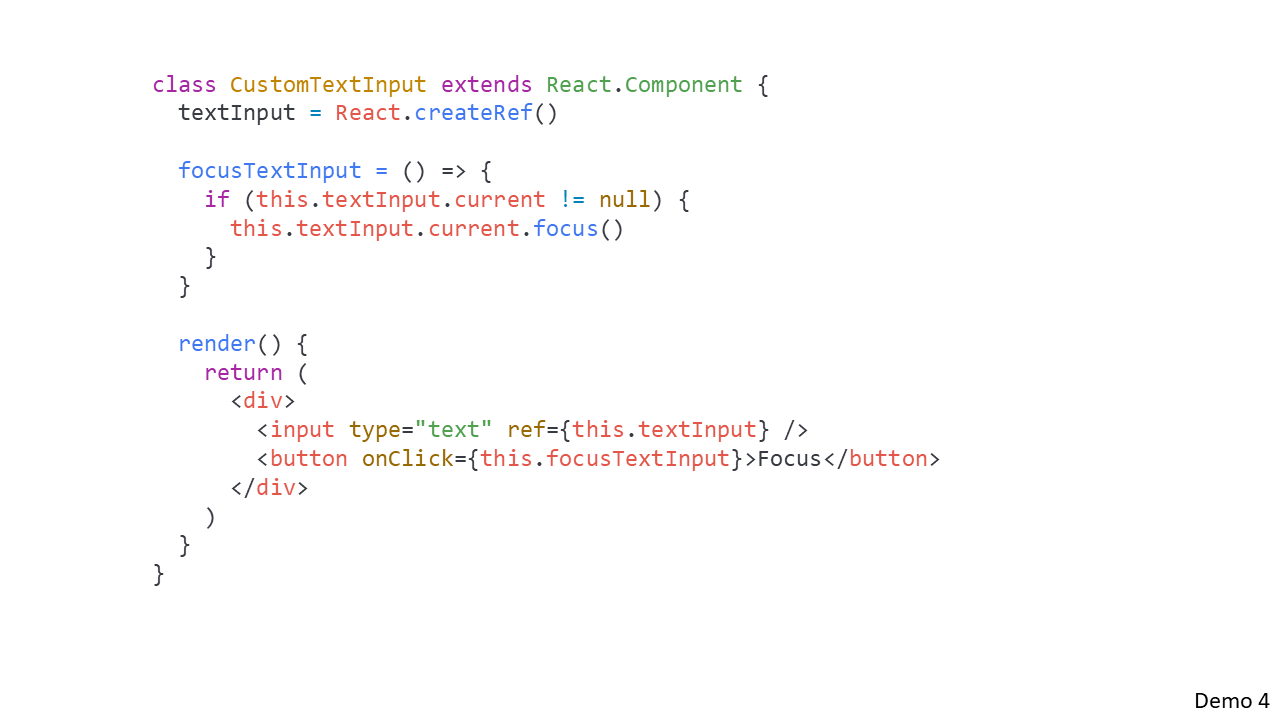 class CustomTextInput extends React.Component {
  textInput = React.createRef()

  focusTextInput = () => {
    if (this.textInput.current != null) {
      this.textInput.current.focus()
    }
  }

  render() {
    return (
      <div>
        <input type="text" ref={this.textInput} />
        <button onClick={this.focusTextInput}>Focus</button>
      </div>
    )
  }
}
Demo 4